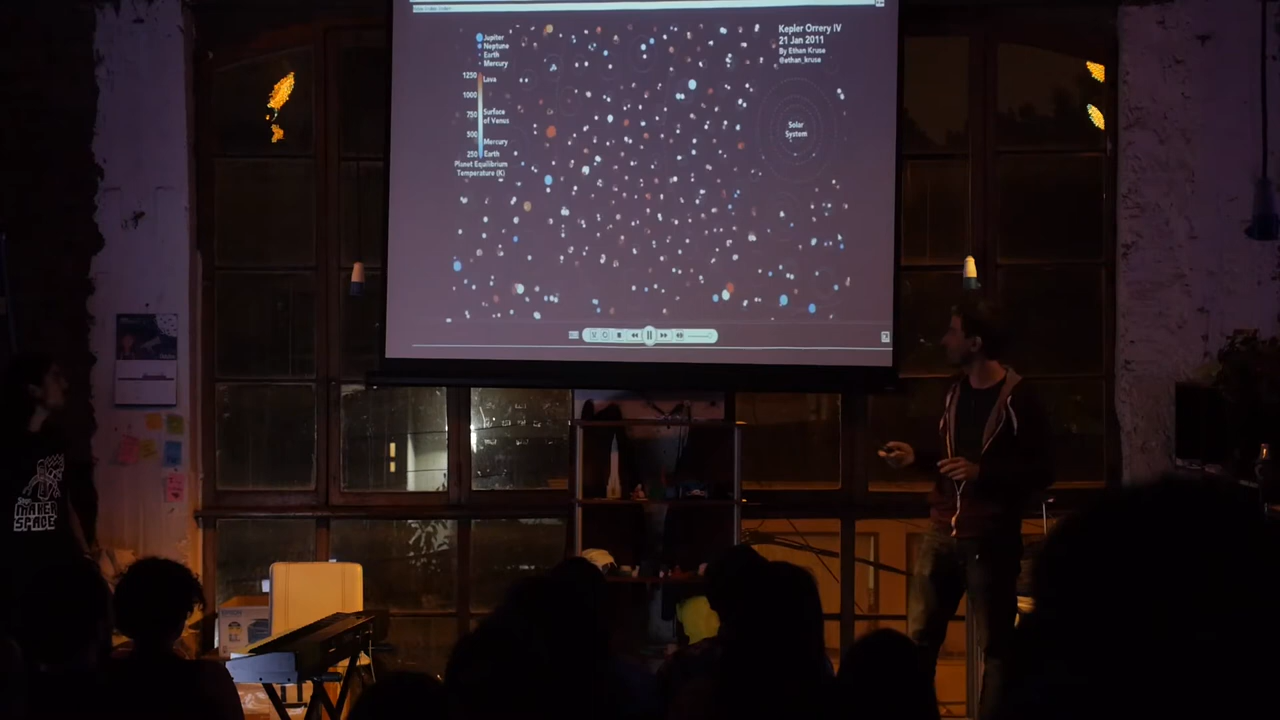 Jupiter
Neptune
Earth
Mercury
1250
Lava
1000
750
Surface
of Venus
500
Mercury
250
Earth
Planet Equilibrium
Temperature (K)
Kepler Orrery IV
21 Jan 2011
By Ethan Kruse
@ethan_kruse
Solar
System
MAKER
SPACE